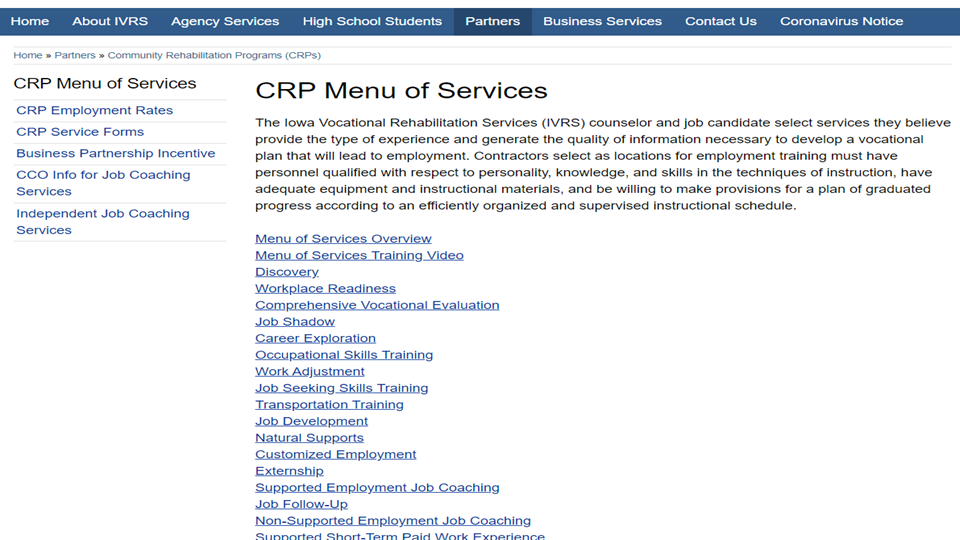 Home About IVRS Agency Services High School Students Partners Business Services Contact Us Coronavirus Notice
Home » Partners » Community Rehabilitation Programs (CRPs)
CRP Menu of Services
CRP Employment Rates
CRP Service Forms
Business Partnership Incentive
CCO Info for Job Coaching
Services
Independent Job Coaching
Services
CRP Menu of Services
The Iowa Vocational Rehabilitation Services (IVRS) counselor and job candidate select services they believe
provide the type of experience and generate the quality of information necessary to develop a vocational
plan that will lead to employment. Contractors select as locations for employment training must have
personnel qualified with respect to personality, knowledge, and skills in the techniques of instruction, have
adequate equipment and instructional materials, and be willing to make provisions for a plan of graduated
progress according to an efficiently organized and supervised instructional schedule.
Menu of Services Overview
Menu of Services Training Video
Discovery
Workplace Readiness
Comprehensive Vocational Evaluation
Job Shadow
Career Exploration
Occupational Skills Training
Work Adjustment
Job Seeking Skills Training
Transportation Training
Job Development
Natural Supports
Customized Employment
Externship
Supported Employment Job Coaching
Job Follow-Up
Non-Supported Employment Job Coaching
Supported Short-Term Paid Work Experience